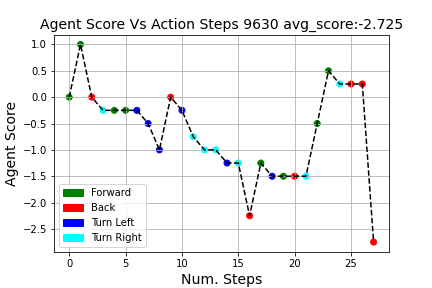 Agent Score Vs Action Steps 9630 avg_score:-2.725
1.0
0.5
0.0
−0.5
−1.0
−1.5
−2.0
−2.5
Agent Score
Forward
Back
Turn Left
Turn Right
0 5 10 15 20 25
Num. Steps